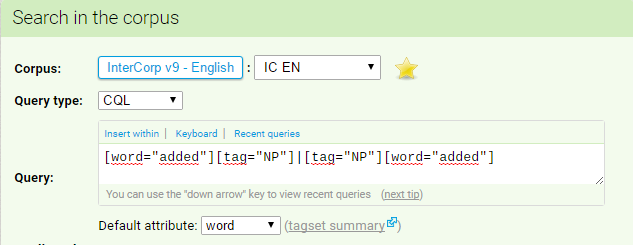 Search in the corpus
Corpus: InterCorp v9 - English : IC EN
Query type: CQL
Insert within | Keyboard | Recent queries
[word="added"][tag="NP"]|[tag="NP"][word="added"]
Query:
You can use the "down arrow" key to view recent queries (next tip)
Default attribute: word (tagset summary)